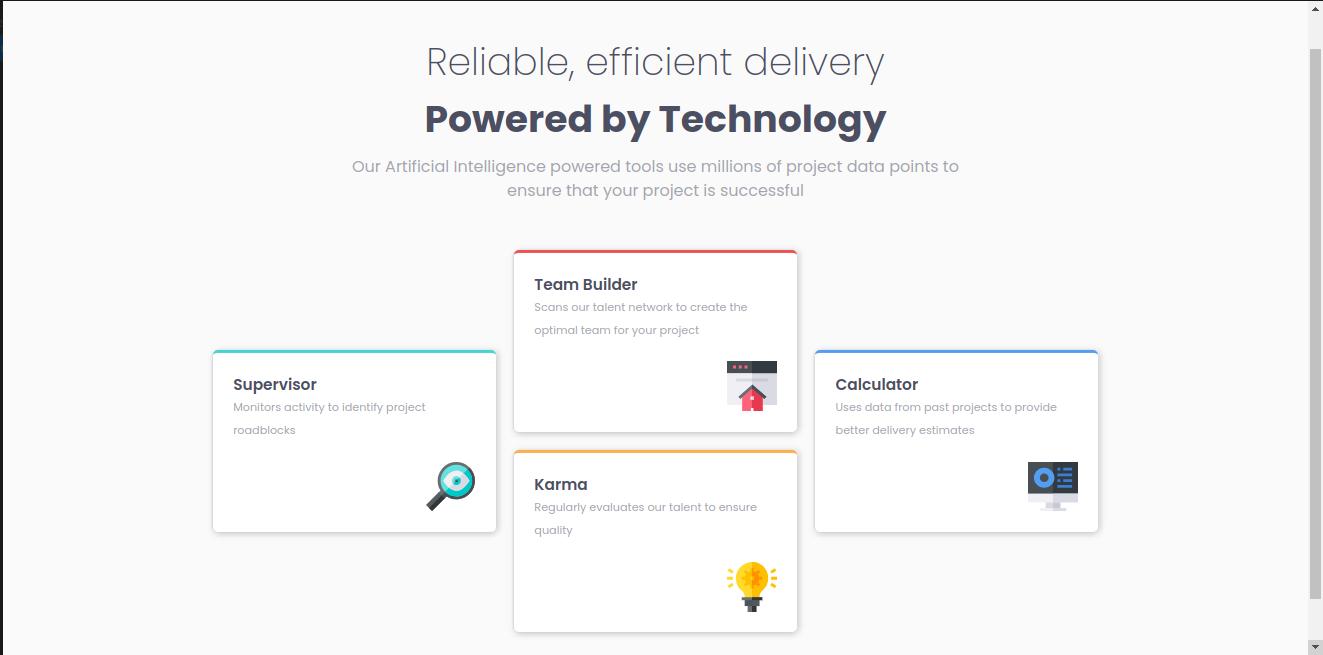 Reliable, efficient delivery
Powered by Technology
Our Artificial Intelligence powered tools use millions of project data points to
ensure that your project is successful
Team Builder
Scans our talent network to create the
optimal team for your project
Supervisor
Monitors activity to identify project
roadblocks
Calculator
Uses data from past projects to provide
better delivery estimates
Karma
Regularly evaluates our talent to ensure
quality